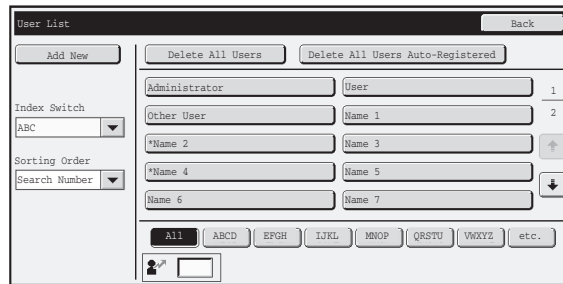 User List
Back
Add New
Delete All Users
Delete All Users Auto-Registered
Administrator
User
1
Index Switch
Other User
Name 1
2
ABC
*Name 2
Name 3
Sorting Order
*Name 4
Name 5
Search Number
Name 6
Name 7
All
ABCD
EFGH
IJKL
MNOP
QRSTU
VWXYZ
etc.